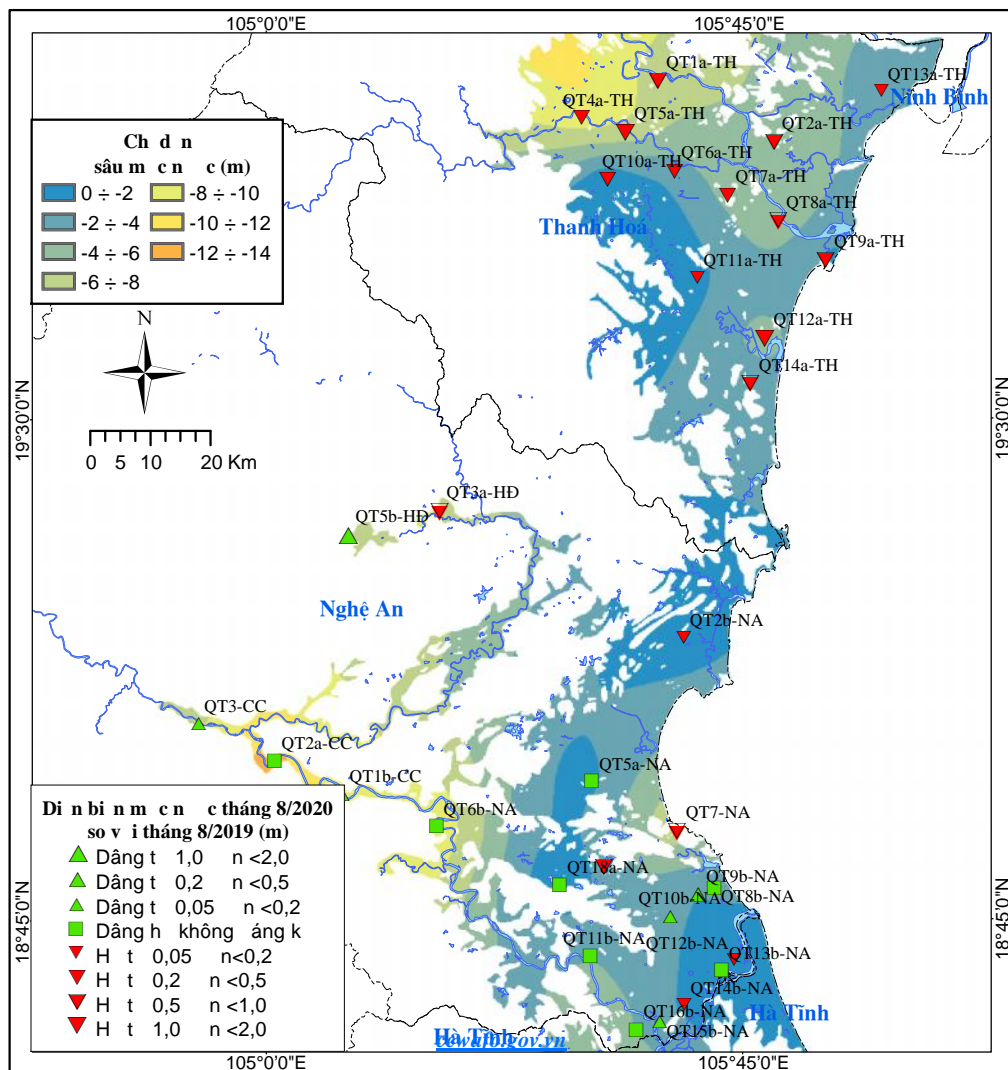 105°0'0"E
105°45'0"E
QT1a-TH
QT13a-TH
Ninh Bình
QT4a-TH
QT5a-TH
QT2a-TH
QT10a-TH
QT6a-TH
QT7a-TH
QT8a-TH
Thanh Hoá
QT9a-TH
QT11a-TH
QT12a-TH
QT14a-TH
Ch d n
sâu m c n c (m)
0 ÷ -2
-8 ÷ -10
-2 ÷ -4
-10 ÷ -12
-4 ÷ -6
-12 ÷ -14
-6 ÷ -8
N
0 5 10 20 Km
19°30'0"N
19°30'0"N
QT3a-HĐ
QT5b-HĐ
Nghệ An
QT2b-NA
QT3-CC
QT2a-CC
QT1b-CC
QT5a-NA
QT6b-NA
QT7-NA
QT18a-NA
QT9b-NA
QT10b-NA
QT8b-NA
QT11b-NA
QT12b-NA
QT13b-NA
QT14b-NA
QT16b-NA
QT15b-NA
Hà Tĩnh
Hà Tĩnh
cewafo.gov.vn
Di n bi n m c n c tháng 8/2020
so v i tháng 8/2019 (m)
Dâng t 1,0 n <2,0
Dâng t 0,2 n <0,5
Dâng t 0,05 n <0,2
Dâng h không áng k
H t 0,05 n<0,2
H t 0,2 n <0,5
H t 0,5 n <1,0
H t 1,0 n <2,0
18°45'0"N
18°45'0"N
105°0'0"E
105°45'0"E